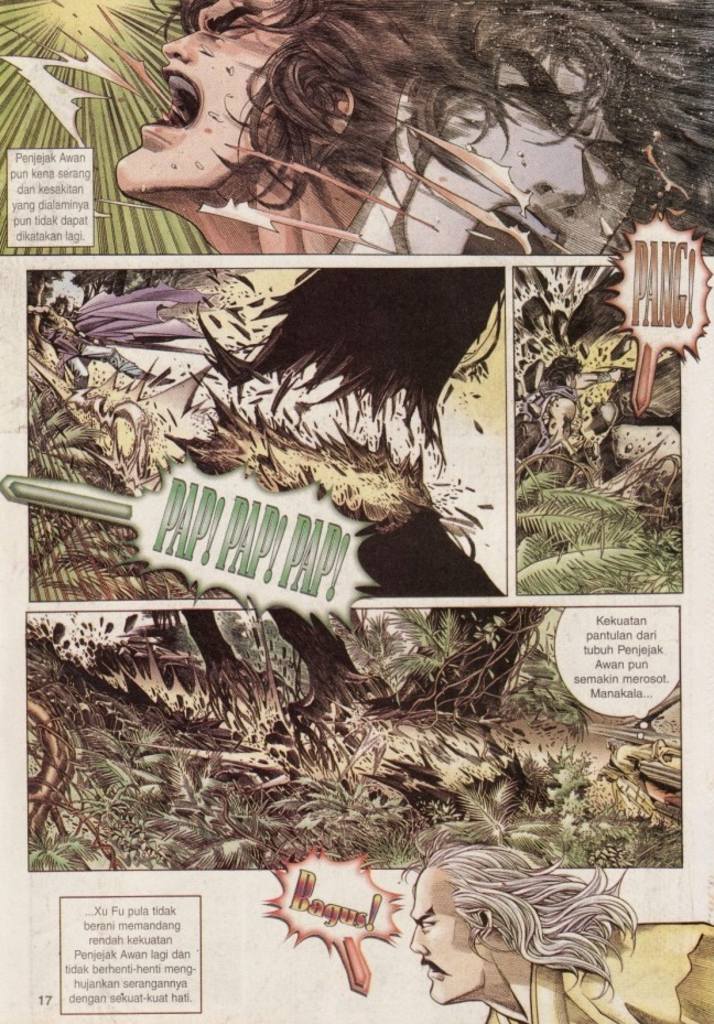 Penjejak Awan
pun kena serang
dan kesakitan
yang dialaminya
pun tidak dapat
dikatakan lagi.
PANG!
PAP! PAP! PAP!
Kekuatan
pantulan dari
tubuh Penjejak
Awan pun
semakin merosot.
Manakala...
Bagus!
...Xu Fu pula tidak
berani memandang
rendah kekuatan
Penjejak Awan lagi dan
tidak berhenti-henti meng-
hujankan serangannya
dengan sekuat-kuat hati.
17